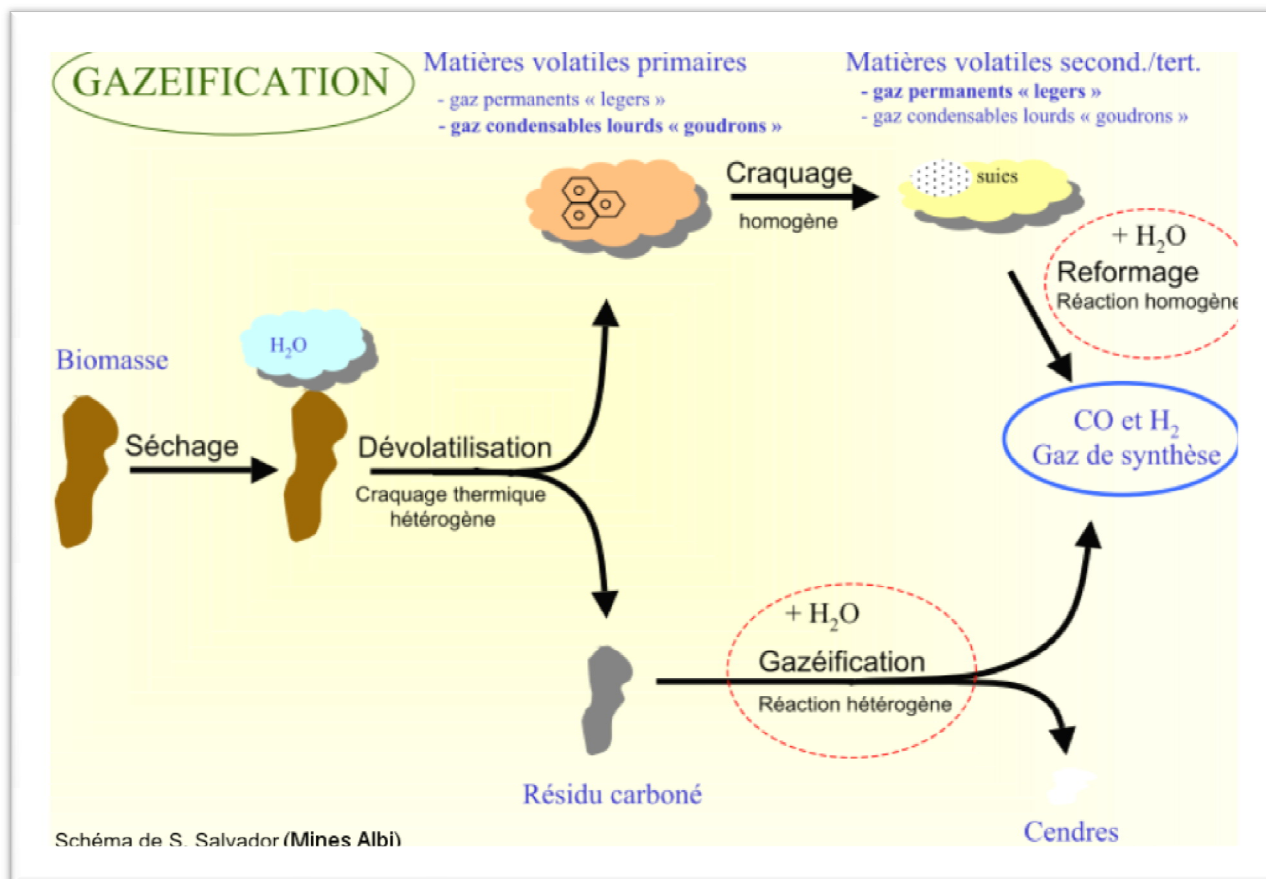 GAZEIFICATION
Matières volatiles primaires
- gaz permanents « legers »
- gaz condensables lourds « goudrons »
Matières volatiles second./tert.
- gaz permanents « legers »
- gaz condensables lourds « goudrons »
Craquage
homogène
suies
+ H₂O
Reformage
Réaction homogène
H₂O
Biomasse
Séchage
Dévolatilisation
Craquage thermique
hétérogène
CO et H₂
Gaz de synthèse
+ H₂O
Gazéification
Réaction hétérogène
Résidu carboné
Cendres
Schéma de S. Salvador (Mines Albi)